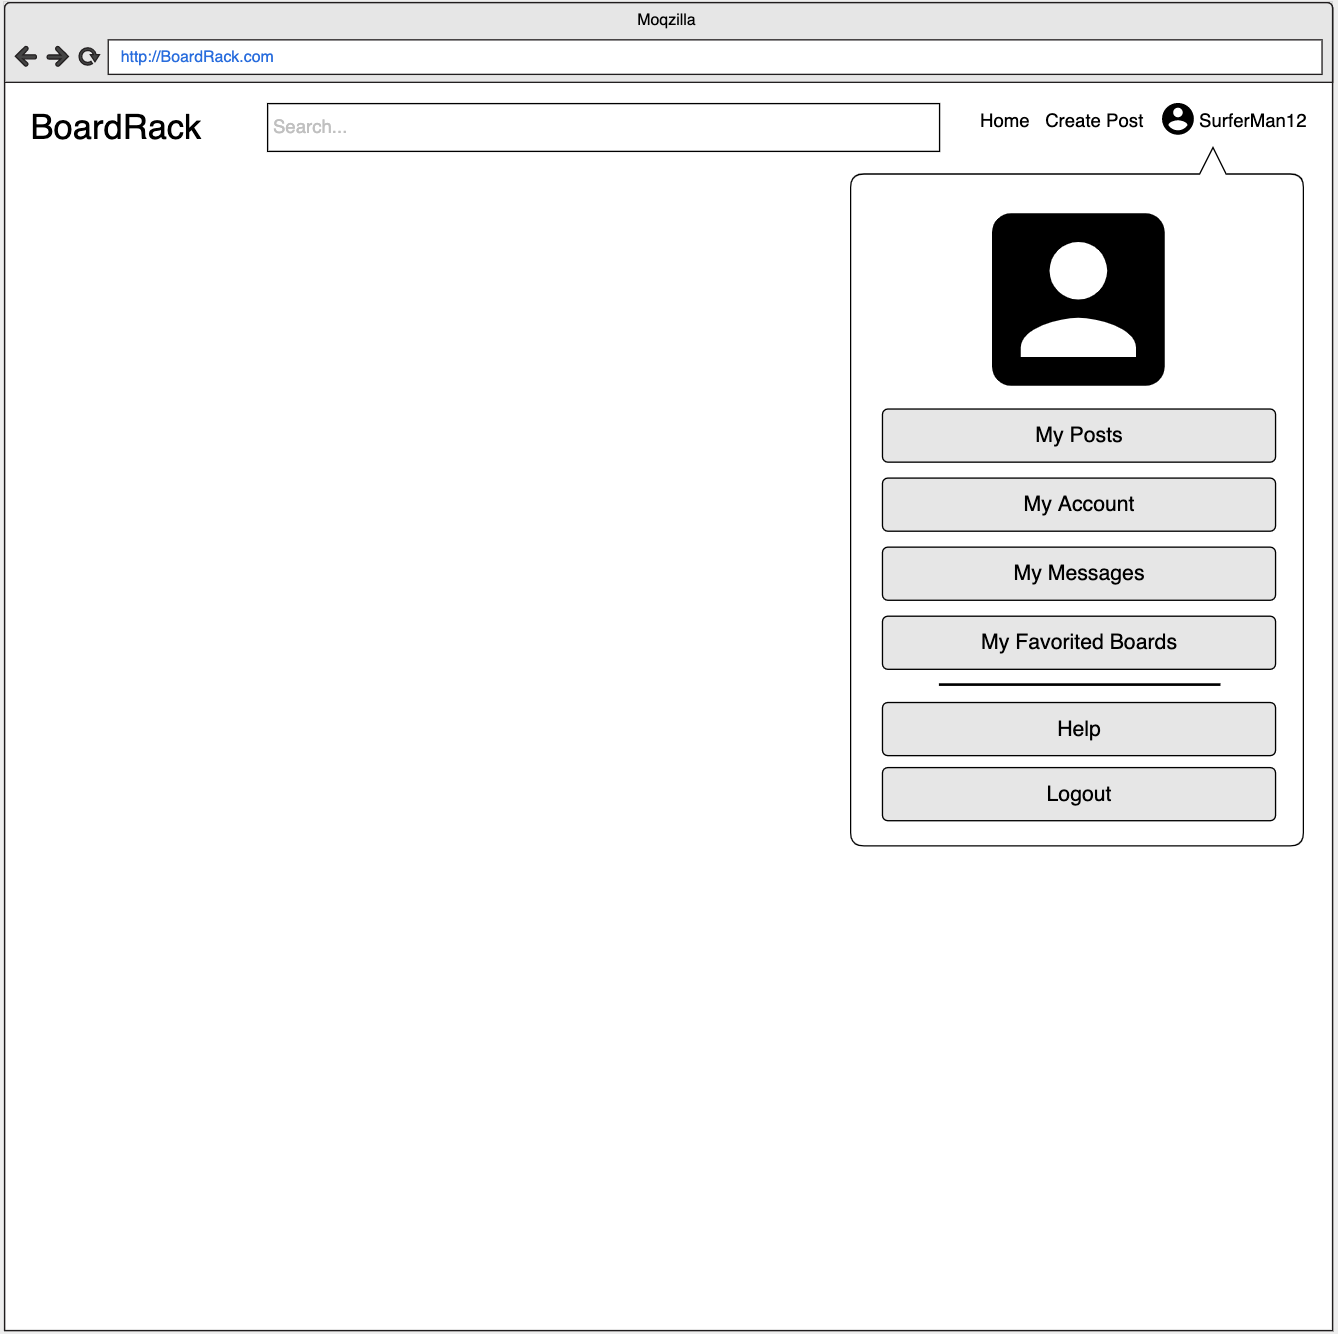 Moqzilla
http://BoardRack.com
BoardRack
Search...
Home
Create Post
SurferMan12
My Posts
My Account
My Messages
My Favorited Boards
Help
Logout